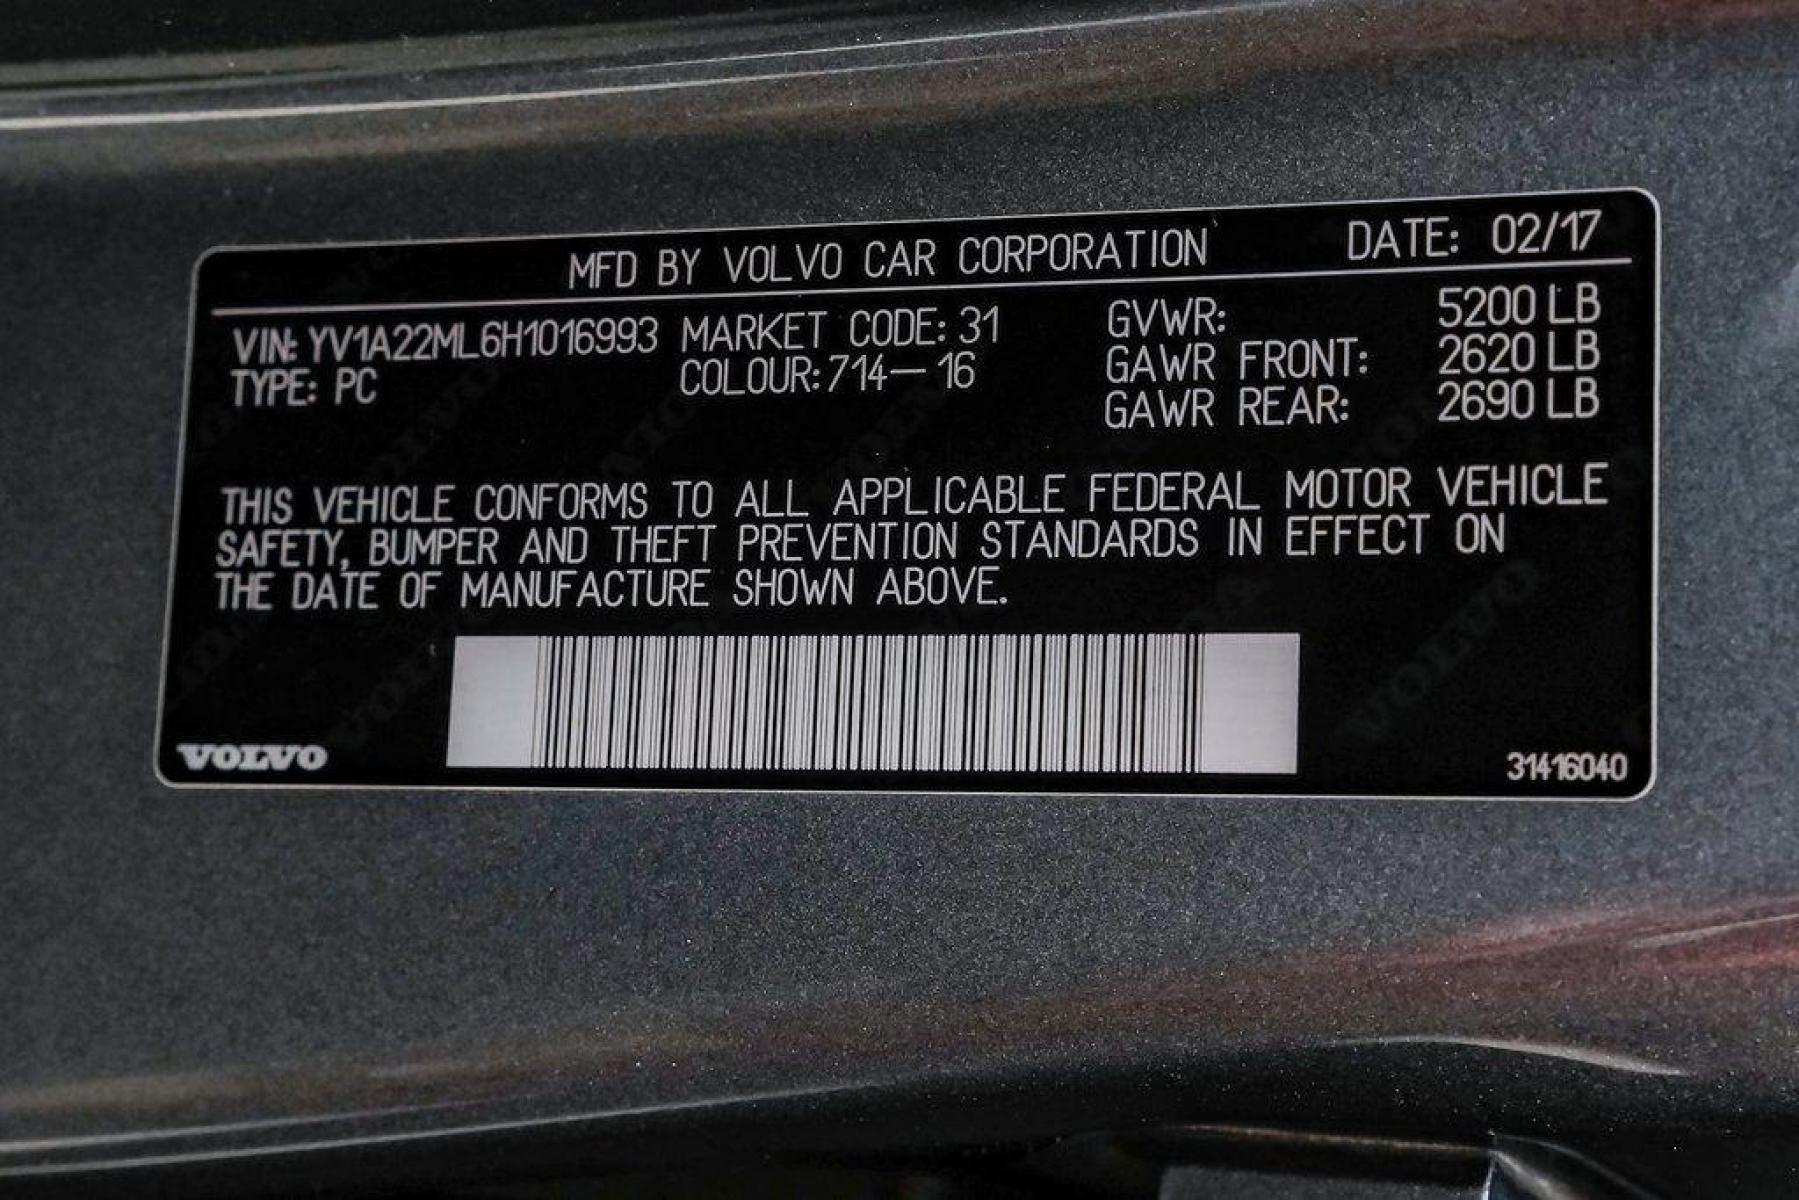 MFD BY VOLVO CAR CORPORATION DATE: 02/17
VIN: YV1A22ML6H1016993 MARKET CODE: 31 GVWR: 5200 LB
TYPE: PC COLOUR: 714—16 GAWR FRONT: 2620 LB
GAWR REAR: 2690 LB
THIS VEHICLE CONFORMS TO ALL APPLICABLE FEDERAL MOTOR VEHICLE
SAFETY, BUMPER AND THEFT PREVENTION STANDARDS IN EFFECT ON
THE DATE OF MANUFACTURE SHOWN ABOVE.
VOLVO
31416040